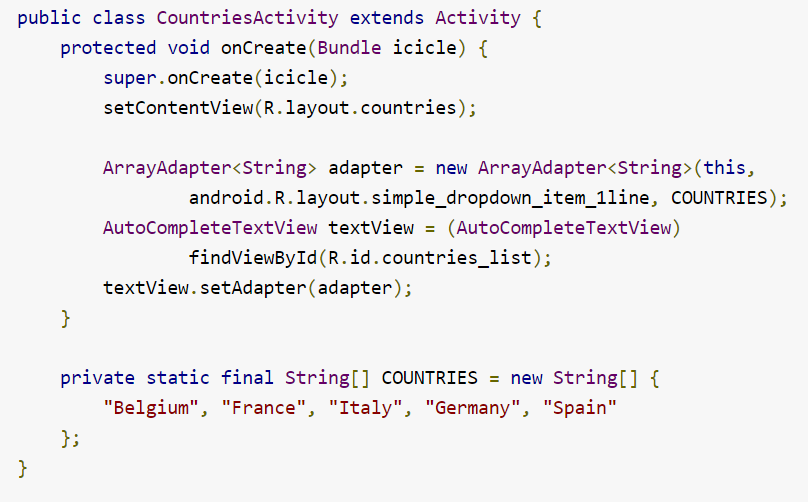 public class CountriesActivity extends Activity {
    protected void onCreate(Bundle icicle) {
        super.onCreate(icicle);
        setContentView(R.layout.countries);

        ArrayAdapter<String> adapter = new ArrayAdapter<String>(this,
                android.R.layout.simple_dropdown_item_1line, COUNTRIES);
        AutoCompleteTextView textView = (AutoCompleteTextView)
                findViewById(R.id.countries_list);
        textView.setAdapter(adapter);
    }

    private static final String[] COUNTRIES = new String[] {
        "Belgium", "France", "Italy", "Germany", "Spain"
    };
}